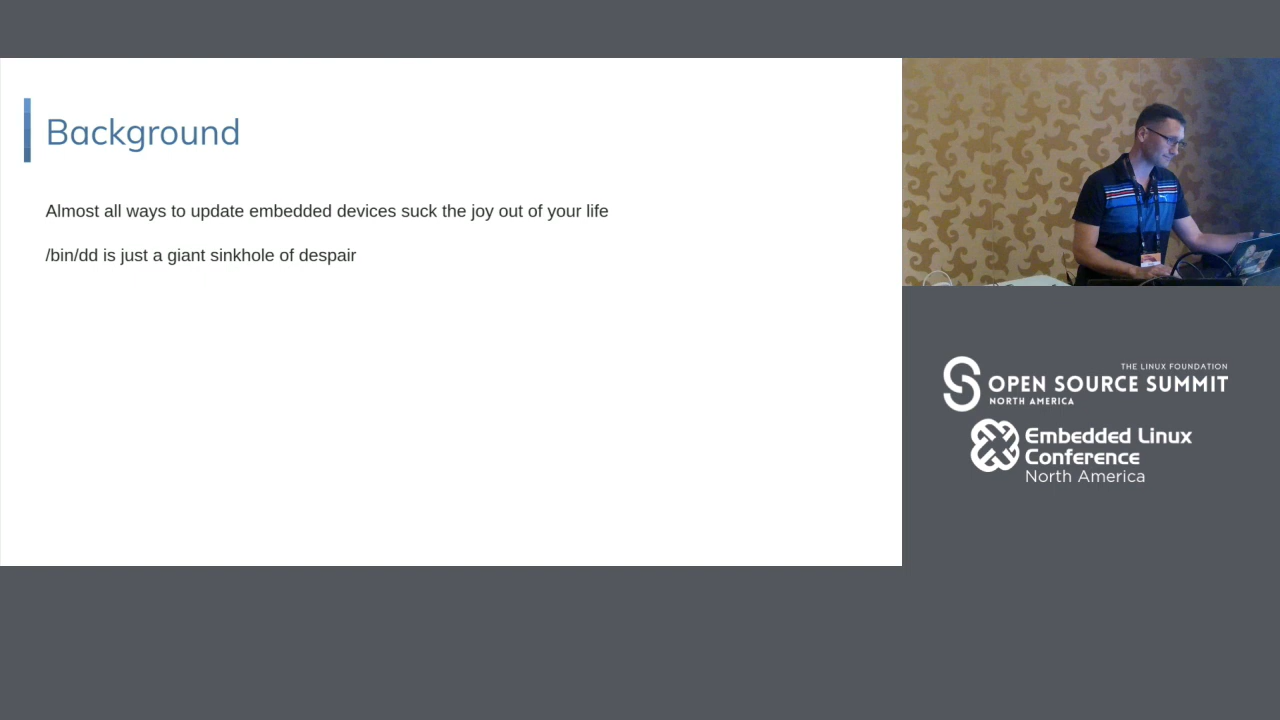 Background
Almost all ways to update embedded devices suck the joy out of your life
/bin/dd is just a giant sinkhole of despair
THE LINUX FOUNDATION
OPEN SOURCE SUMMIT
NORTH AMERICA
Embedded Linux
Conference
North America